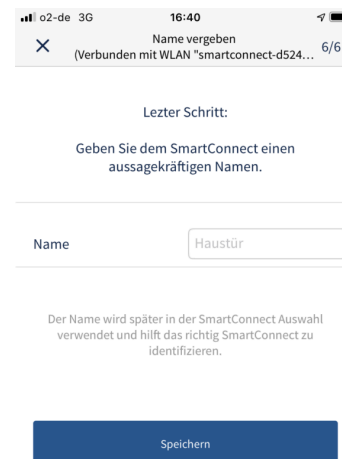 o2-de 3G 16:40
Name vergeben
(Verbunden mit WLAN "smartconnect-d524... 6/6
Lezter Schritt:
Geben Sie dem SmartConnect einen
aussagekräftigen Namen.
Name Haustür
Der Name wird später in der SmartConnect Auswahl
verwendet und hilft das richtig SmartConnect zu
identifizieren.
Speichern